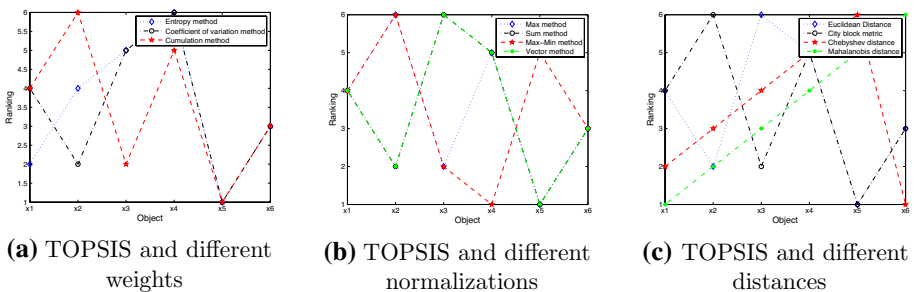 6
5.5
5
4.5
4
3.5
3
2.5
2
1.5
1
Ranking
x1 x2 x3 x4 x5 x6
Object
Entropy method
Coefficient of variation method
Cumulation method
(a) TOPSIS and different
weights
6
5
4
3
2
1
Ranking
x1 x2 x3 x4 x5 x6
Object
Max method
Sum method
Max−Min method
Vector method
(b) TOPSIS and different
normalizations
6
5
4
3
2
1
Ranking
x1 x2 x3 x4 x5 x6
Object
Euclidean Distance
City block metric
Chebyshev distance
Mahalanobis distance
(c) TOPSIS and different
distances